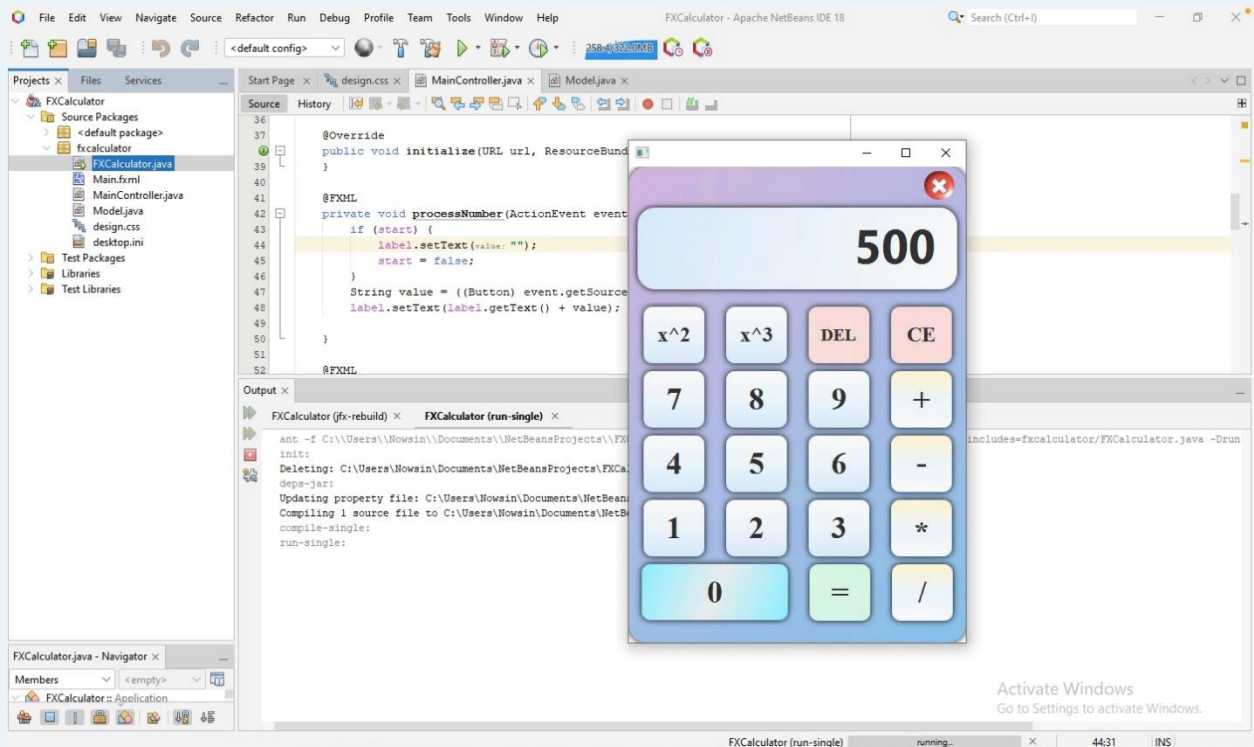 File Edit View Navigate Source Refactor Run Debug Profile Team Tools Window Help
FXCalculator - Apache NetBeans IDE 18
Search (Ctrl+I)
<default config>
258.4/322.0MB
Projects Files Services
FXCalculator
Source Packages
<default package>
fxcalculator
FXCalculator.java
Main.fxml
MainController.java
Model.java
design.css
desktop.ini
Test Packages
Libraries
Test Libraries
Start Page design.css MainController.java Model.java
Source History
36
37 @Override
public void initialize(URL url, ResourceBund
39 }
40
41 @FXML
42 private void processNumber(ActionEvent event
43 if (start) {
44 label.setText(value: "");
45 start = false;
46 }
47 String value = ((Button) event.getSource
48 label.setText(label.getText() + value);
49
50 }
51
52 @FXML
Output
FXCalculator (jfx-rebuild) FXCalculator (run-single)
ant -f C:\\Users\\Nowsin\\Documents\\NetBeansProjects\\FX
includes=fxcalculator/FXCalculator.java -Drun
init:
Deleting: C:\Users\Nowsin\Documents\NetBeansProjects\FXCa
deps-jar:
Updating property file: C:\Users\Nowsin\Documents\NetBean
Compiling 1 source file to C:\Users\Nowsin\Documents\NetB
compile-single:
run-single:
500
x^2 x^3 DEL CE
7 8 9 +
4 5 6 -
1 2 3 *
0 = /
FXCalculator.java - Navigator
Members <empty>
FXCalculator :: Application
Activate Windows
Go to Settings to activate Windows.
FXCalculator (run-single) running... 44:31 INS